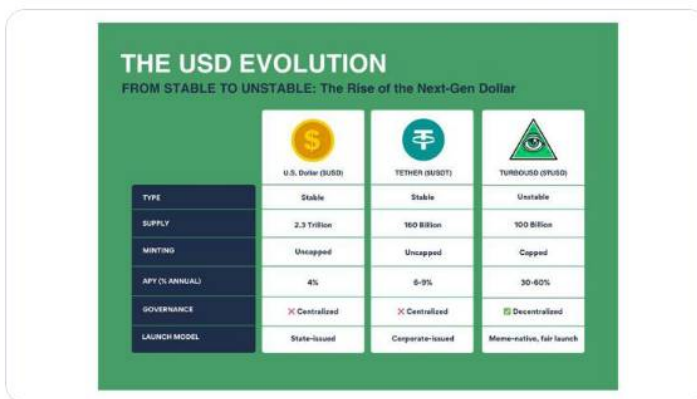 THE USD EVOLUTION
FROM STABLE TO UNSTABLE: The Rise of the Next-Gen Dollar
$
U.S. Dollar ($USD) TETHER ($USDT) TURBOUSD ($TUSD)
TYPE Stable Stable Unstable
SUPPLY 2.3 Trillion 160 Billion 100 Billion
MINTING Uncapped Uncapped Capped
APY (% ANNUAL) 4% 6-9% 30-60%
GOVERNANCE ❌ Centralized ❌ Centralized ✅ Decentralized
LAUNCH MODEL State-issued Corporate-issued Meme-native, fair launch